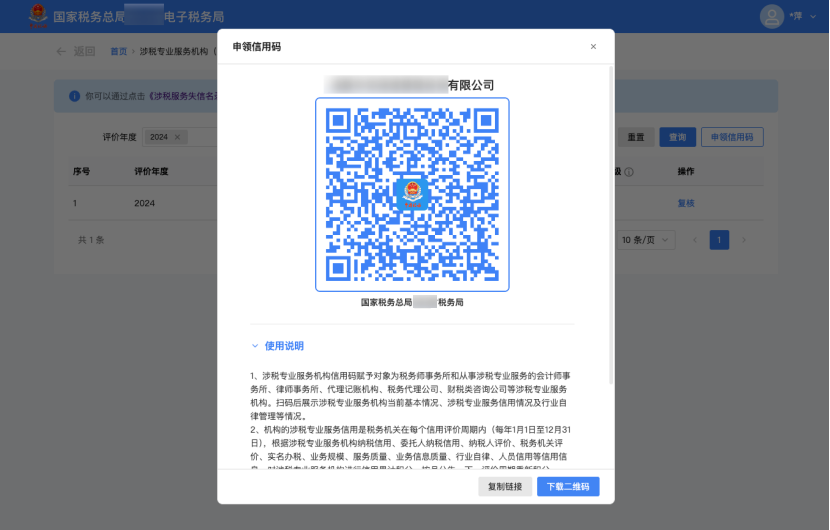 国家税务总局 电子税务局
*萍
返回 首页 › 涉税专业服务机构（
你可以通过点击《涉税服务失信名
评价年度 2024 ×
重置 查询 申领信用码
序号 评价年度 级 操作
1 2024 复核
共 1 条
10 条/页 1
申领信用码 ×
有限公司
国家税务总局 税务局
使用说明
1、涉税专业服务机构信用码赋予对象为税务师事务所和从事涉税专业服务的会计师事
务所、律师事务所、代理记账机构、税务代理公司、财税类咨询公司等涉税专业服务
机构。扫码后展示涉税专业服务机构当前基本情况、涉税专业服务信用情况及行业自
律管理等情况。
2、机构的涉税专业服务信用是税务机关在每个信用评价周期内（每年1月1日至12月31
日），根据涉税专业服务机构纳税信用、委托人纳税信用、纳税人评价、税务机关评
价、实名办税、业务规模、服务质量、业务信息质量、行业自律、人员信用等信用信
复制链接 下载二维码